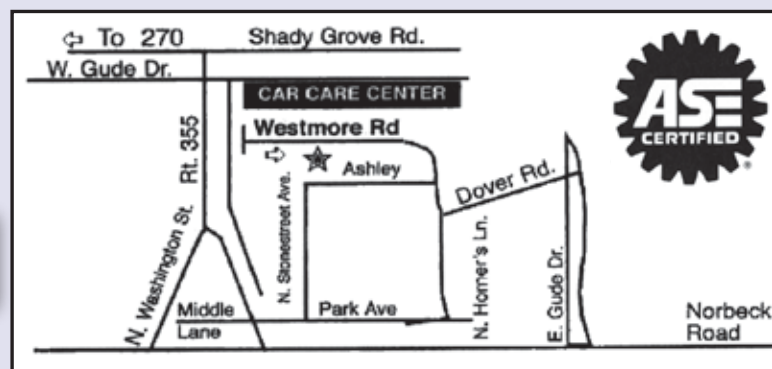 ⇦ To 270
Shady Grove Rd.
W. Gude Dr.
CAR CARE CENTER
Westmore Rd
Rt. 355
Ashley
N. Stonestreet Ave.
Dover Rd.
N. Washington St.
Middle
Lane
Park Ave
N. Horner's Ln.
E. Gude Dr.
Norbeck
Road
ASE
CERTIFIED
®